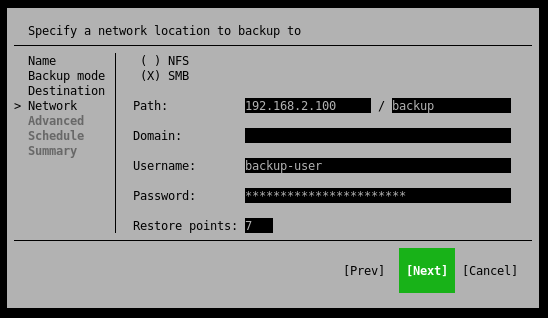 Specify a network location to backup to
Name
Backup mode
Destination
> Network
Advanced
Schedule
Summary
( ) NFS
(X) SMB
Path: 192.168.2.100 / backup
Domain:
Username: backup-user
Password: ***********************
Restore points: 7
[Prev] [Next] [Cancel]